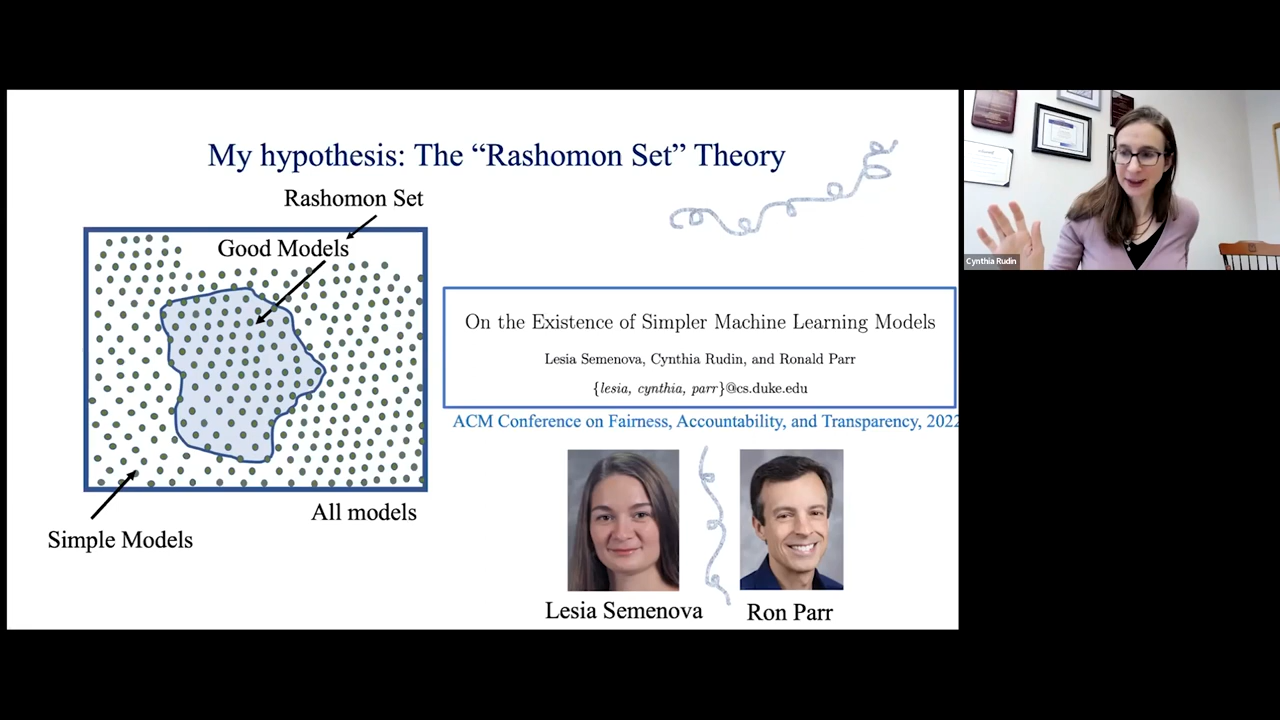 My hypothesis: The “Rashomon Set” Theory
Rashomon Set
Good Models
All models
Simple Models
On the Existence of Simpler Machine Learning Models
Lesia Semenova, Cynthia Rudin, and Ronald Parr
{lesia, cynthia, parr}@cs.duke.edu
ACM Conference on Fairness, Accountability, and Transparency, 2022
Lesia Semenova
Ron Parr
Cynthia Rudin